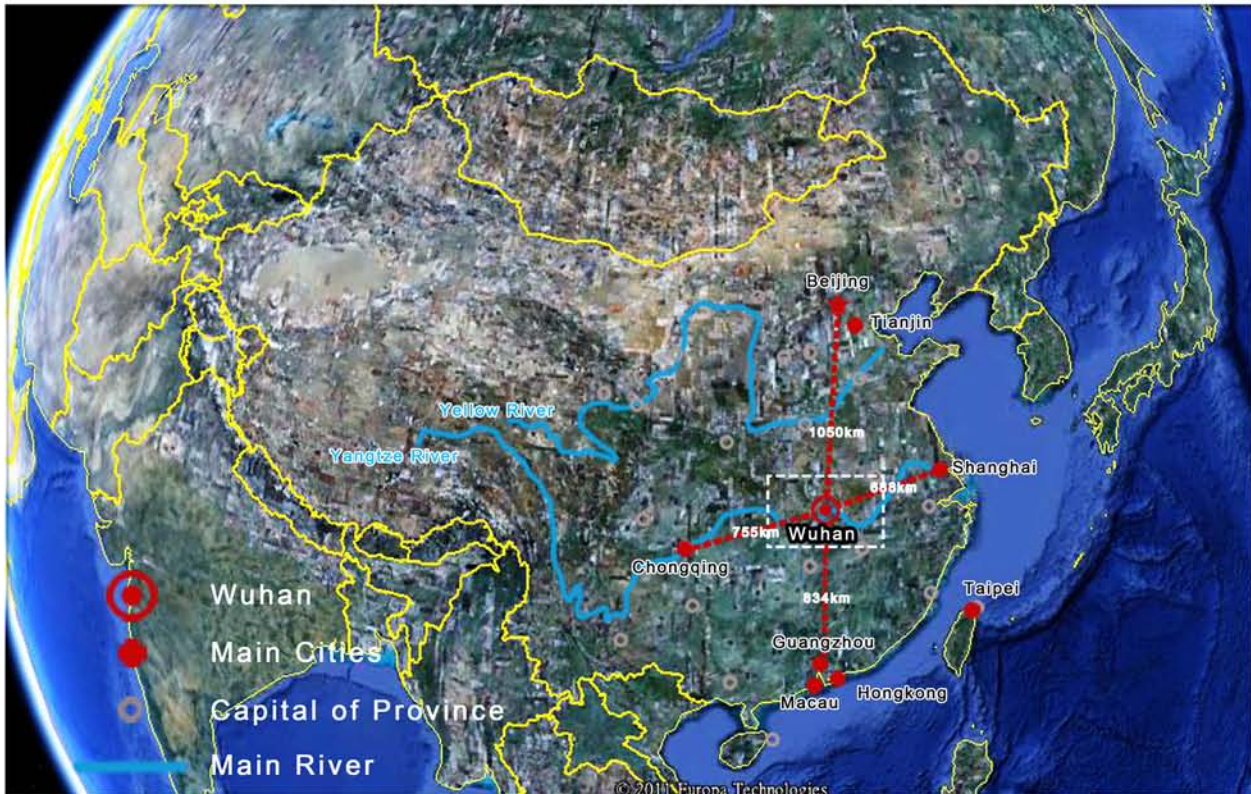 Beijing
Tianjin
Yellow River
1050km
Yangtze River
Shanghai
688km
755km
Wuhan
Chongqing
Wuhan
834km
Taipei
Main Cities
Guangzhou
Capital of Province
Macau
Hongkong
Main River
© 2011 Europa Technologies